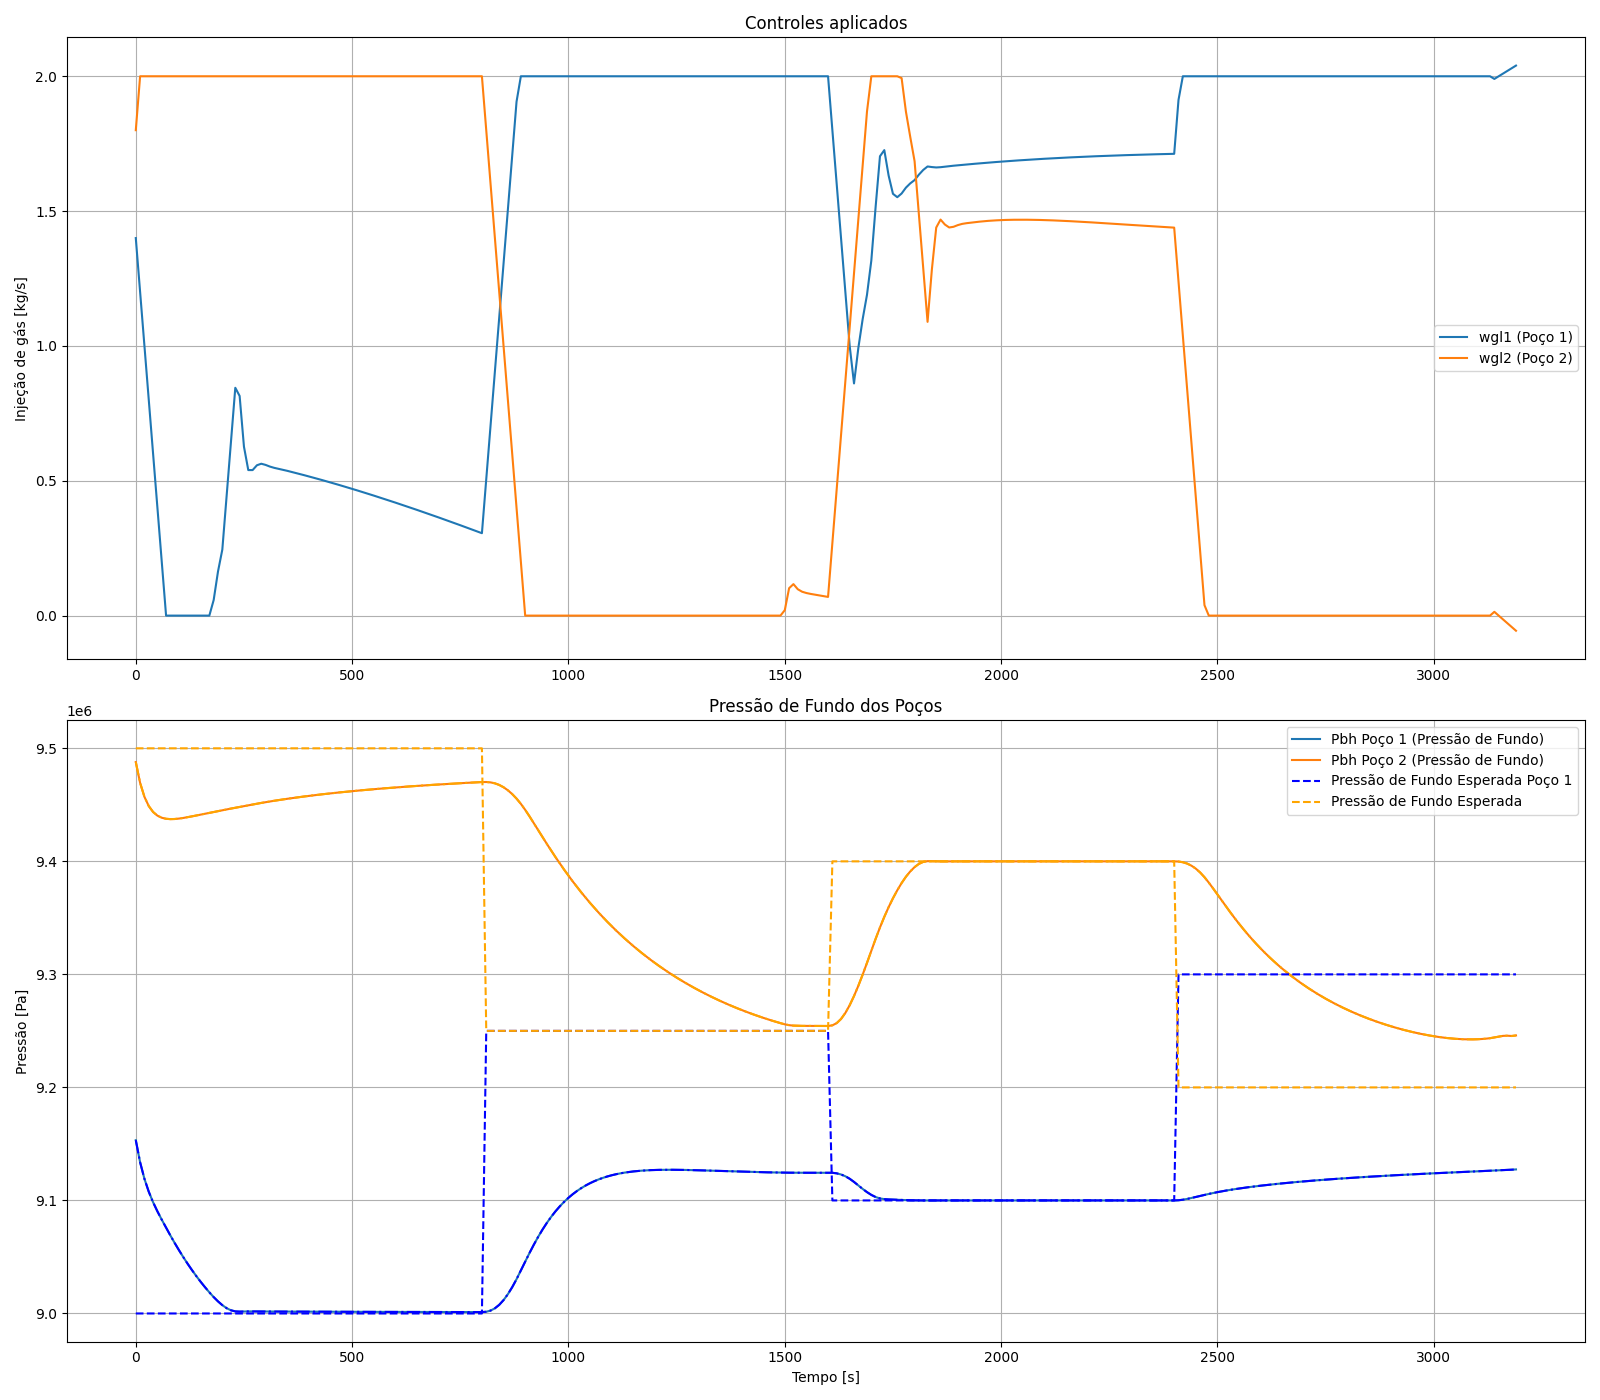 Controles aplicados
2.0
1.5
1.0
0.5
0.0
Injeção de gás [kg/s]
wgl1 (Poço 1)
wgl2 (Poço 2)
0 500 1000 1500 2000 2500 3000
Pressão de Fundo dos Poços
1e6
9.5
9.4
9.3
9.2
9.1
9.0
Pressão [Pa]
Pbh Poço 1 (Pressão de Fundo)
Pbh Poço 2 (Pressão de Fundo)
Pressão de Fundo Esperada Poço 1
Pressão de Fundo Esperada
0 500 1000 1500 2000 2500 3000
Tempo [s]